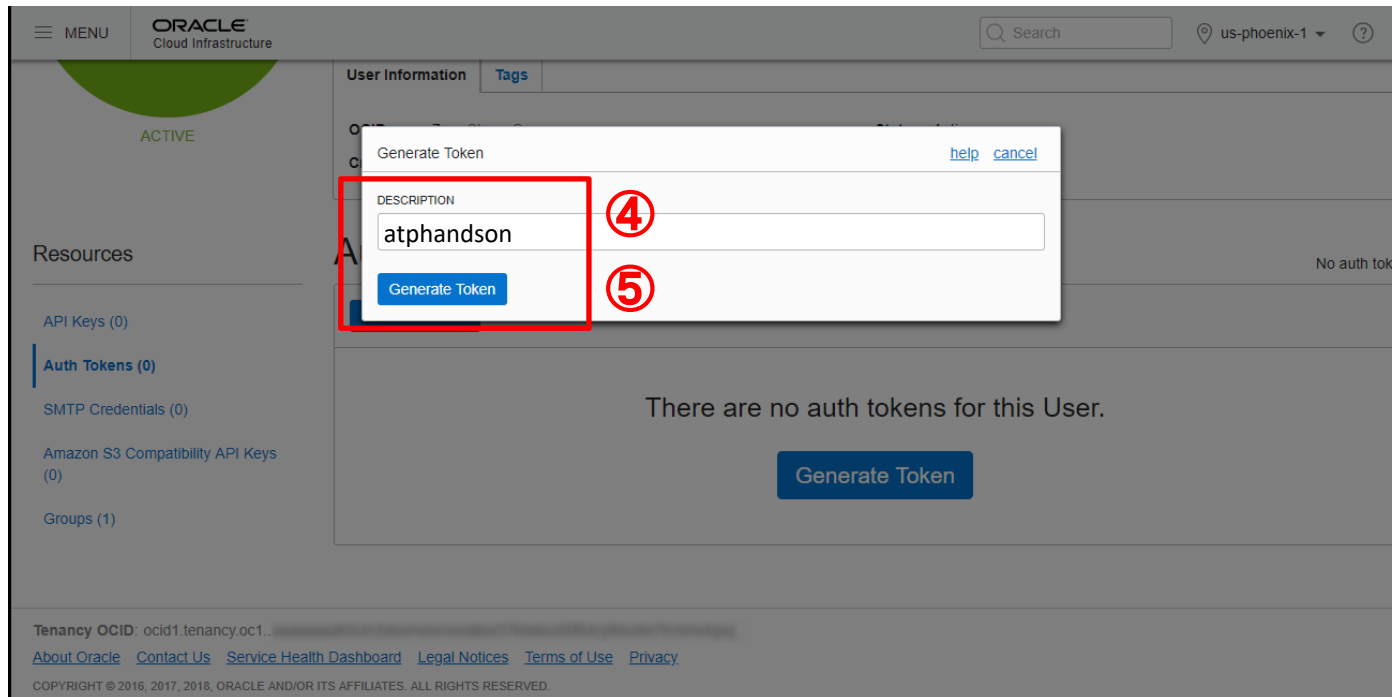 MENU
ORACLE
Cloud Infrastructure
Search
us-phoenix-1
?
User Information
Tags
ACTIVE
Generate Token
help cancel
DESCRIPTION
atphandson
④
Generate Token
⑤
Resources
A
No auth tok
API Keys (0)
Auth Tokens (0)
SMTP Credentials (0)
Amazon S3 Compatibility API Keys
(0)
Groups (1)
There are no auth tokens for this User.
Generate Token
Tenancy OCID: ocid1.tenancy.oc1..
About Oracle Contact Us Service Health Dashboard Legal Notices Terms of Use Privacy
COPYRIGHT © 2016, 2017, 2018, ORACLE AND/OR ITS AFFILIATES. ALL RIGHTS RESERVED.